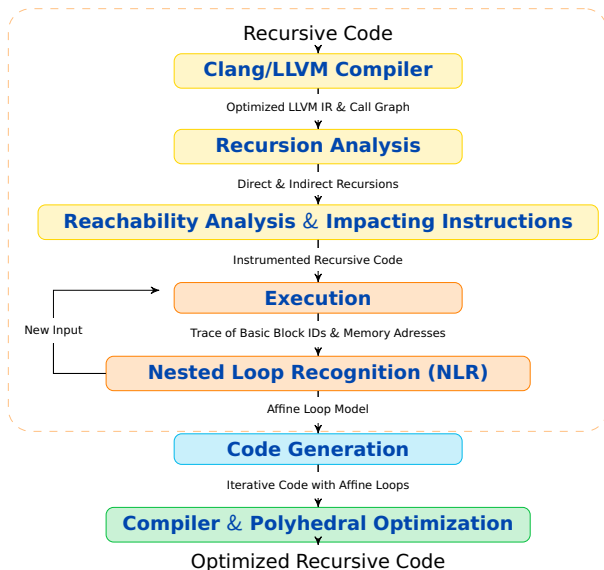 Recursive Code
Clang/LLVM Compiler
Optimized LLVM IR & Call Graph
Recursion Analysis
Direct & Indirect Recursions
Reachability Analysis & Impacting Instructions
Instrumented Recursive Code
Execution
New Input
Trace of Basic Block IDs & Memory Adresses
Nested Loop Recognition (NLR)
Affine Loop Model
Code Generation
Iterative Code with Affine Loops
Compiler & Polyhedral Optimization
Optimized Recursive Code